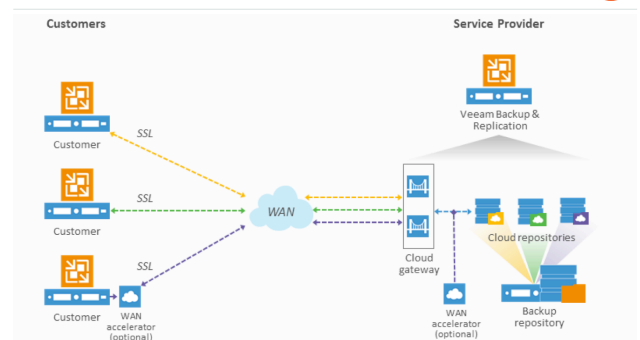 Customers
Service Provider
Veeam Backup &
Replication
SSL
Customer
SSL
Customer
WAN
Cloud
gateway
Cloud repositories
SSL
Customer
WAN
accelerator
(optional)
WAN
accelerator
(optional)
Backup
repository